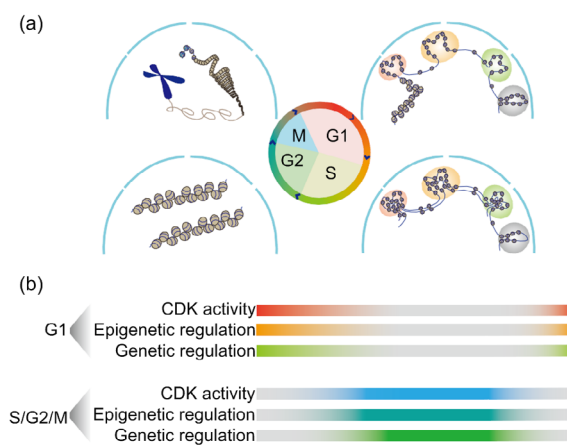 (a)
M
G1
G2
S
(b)
G1
CDK activity
Epigenetic regulation
Genetic regulation
S/G2/M
CDK activity
Epigenetic regulation
Genetic regulation